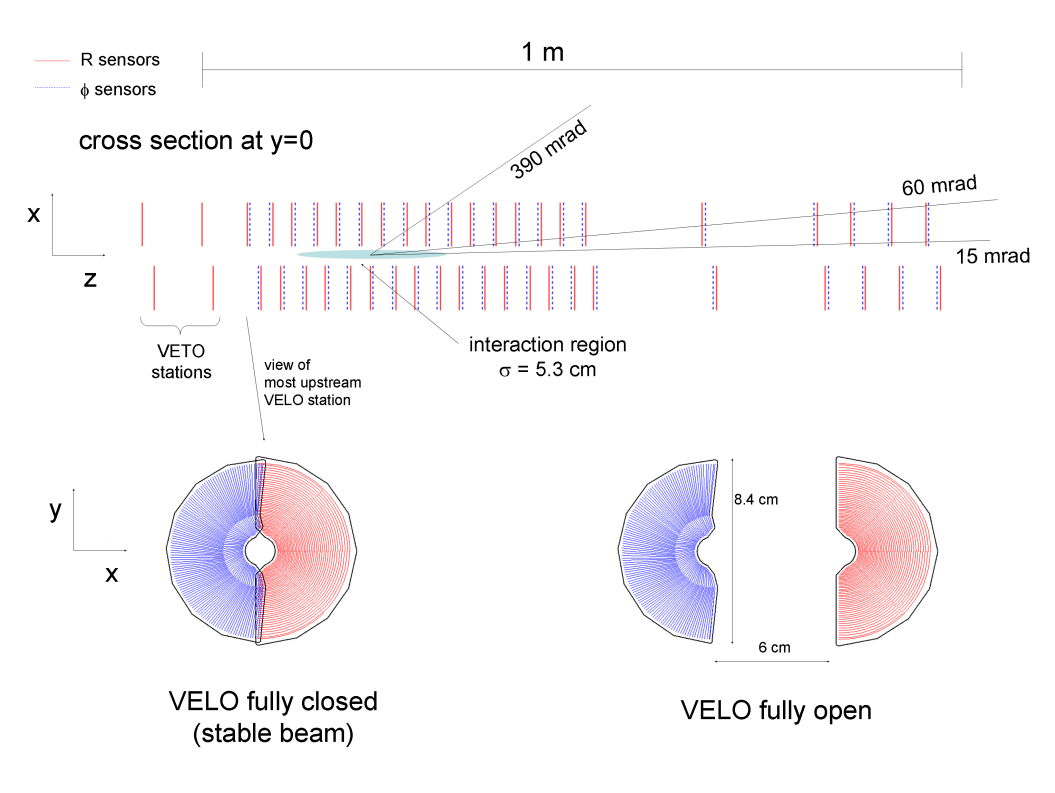 1 m
R sensors
ϕ sensors
cross section at y=0
390 mrad
60 mrad
x
z
15 mrad
VETO
stations
interaction region
σ = 5.3 cm
view of
most upstream
VELO station
y
x
8.4 cm
6 cm
VELO fully closed
(stable beam)
VELO fully open